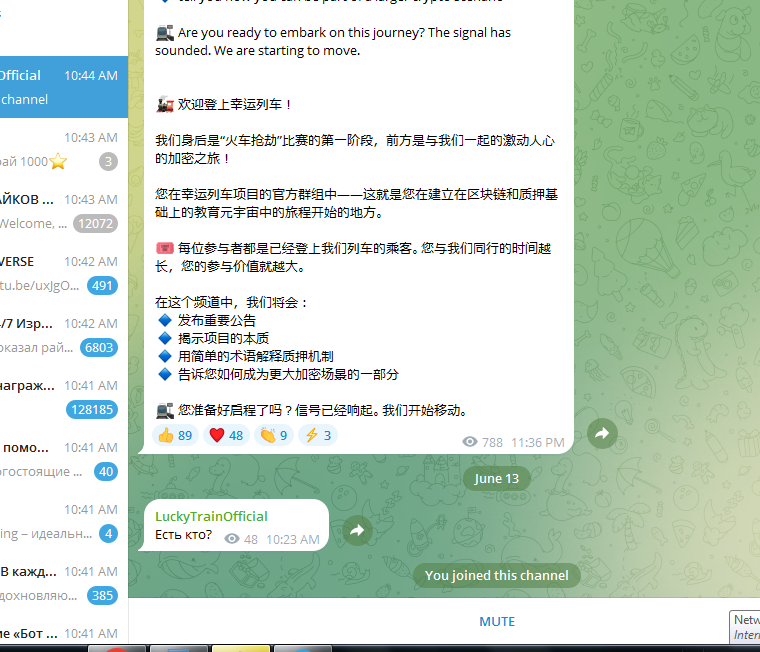 Official 10:44 AM
channel
10:43 AM
1000 3
10:43 AM
Welcome, ... 12072
VERSE 10:42 AM
tu.be/uxJgO... 491
/7 Изр... 10:42 AM
оказал рай... 6803
награж... 10:41 AM
128185
помо... 10:41 AM
гостоящие ... 40
10:41 AM
ing – идеальн... 4
В кажд... 10:41 AM
дохновляю... 385
ие «Бот ... 10:41 AM
Are you ready to embark on this journey? The signal has
sounded. We are starting to move.
欢迎登上幸运列车！
我们身后是“火车抢劫”比赛的第一阶段，前方是与我们一起的激动人心
的加密之旅！
您在幸运列车项目的官方群组中——这就是您在建立在区块链和质押基
础上的教育元宇宙中的旅程开始的地方。
每位参与者都是已经登上我们列车的乘客。您与我们同行的时间越
长，您的参与价值就越大。
在这个频道中，我们将会：
发布重要公告
揭示项目的本质
用简单的术语解释质押机制
告诉您如何成为更大加密场景的一部分
您准备好启程了吗？信号已经响起。我们开始移动。
89 48 9 3 788 11:36 PM
June 13
LuckyTrainOfficial
Есть кто? 48 10:23 AM
You joined this channel
MUTE